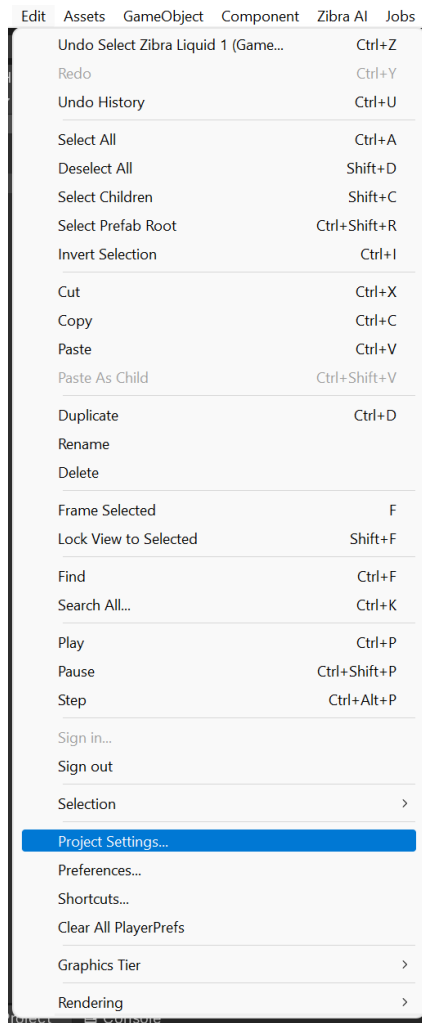 Edit Assets GameObject Component Zibra AI Jobs
Undo Select Zibra Liquid 1 (Game... Ctrl+Z
Redo Ctrl+Y
Undo History Ctrl+U
Select All Ctrl+A
Deselect All Shift+D
Select Children Shift+C
Select Prefab Root Ctrl+Shift+R
Invert Selection Ctrl+I
Cut Ctrl+X
Copy Ctrl+C
Paste Ctrl+V
Paste As Child Ctrl+Shift+V
Duplicate Ctrl+D
Rename
Delete
Frame Selected F
Lock View to Selected Shift+F
Find Ctrl+F
Search All... Ctrl+K
Play Ctrl+P
Pause Ctrl+Shift+P
Step Ctrl+Alt+P
Sign in...
Sign out
Selection >
Project Settings...
Preferences...
Shortcuts...
Clear All PlayerPrefs
Graphics Tier >
Rendering >